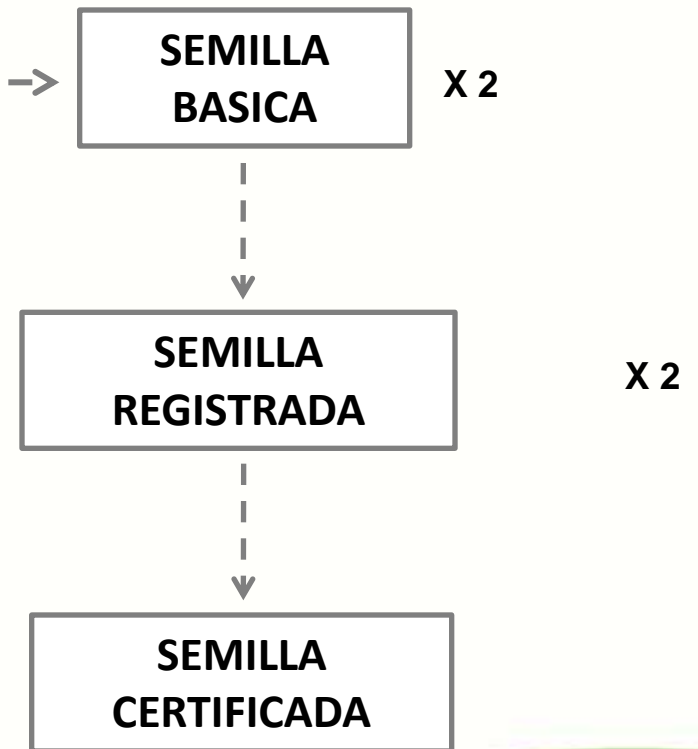 SEMILLA
BASICA
X 2
SEMILLA
REGISTRADA
X 2
SEMILLA
CERTIFICADA